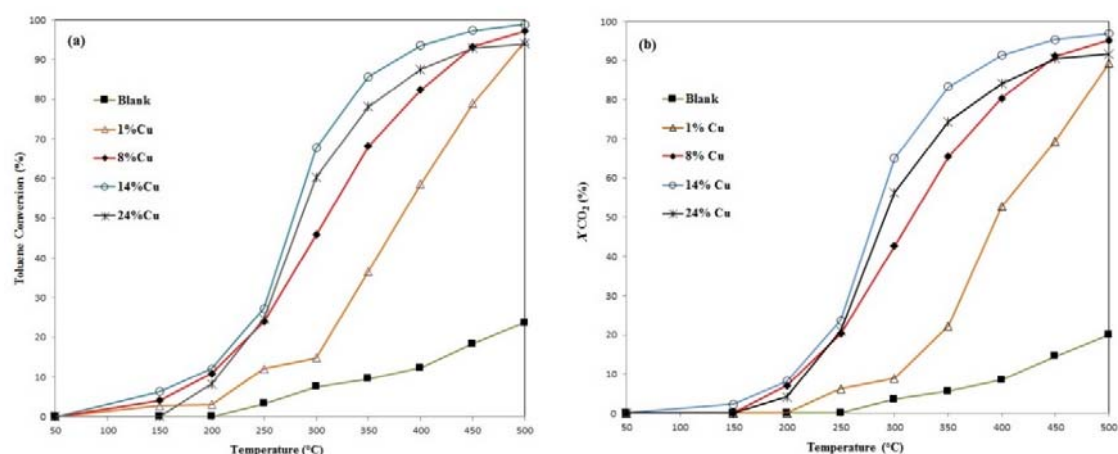 (a)
Toluene Conversion (%)
100
90
80
70
60
50
40
30
20
10
0
Blank
1%Cu
8%Cu
14%Cu
24%Cu
50 100 150 200 250 300 350 400 450 500
Temperature (°C)
(b)
X CO₂ (%)
100
90
80
70
60
50
40
30
20
10
0
Blank
1% Cu
8% Cu
14% Cu
24% Cu
50 100 150 200 250 300 350 400 450 500
Temperature (°C)